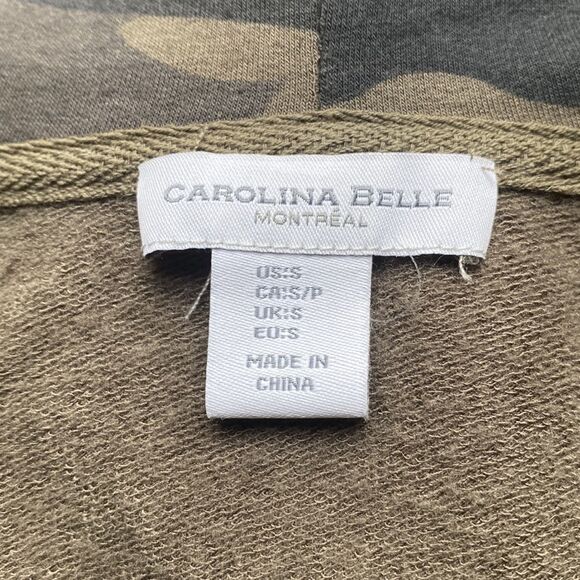 CAROLINA BELLE
MONTRÉAL
US:S
CA:S/P
UK:S
EU:S
MADE IN
CHINA